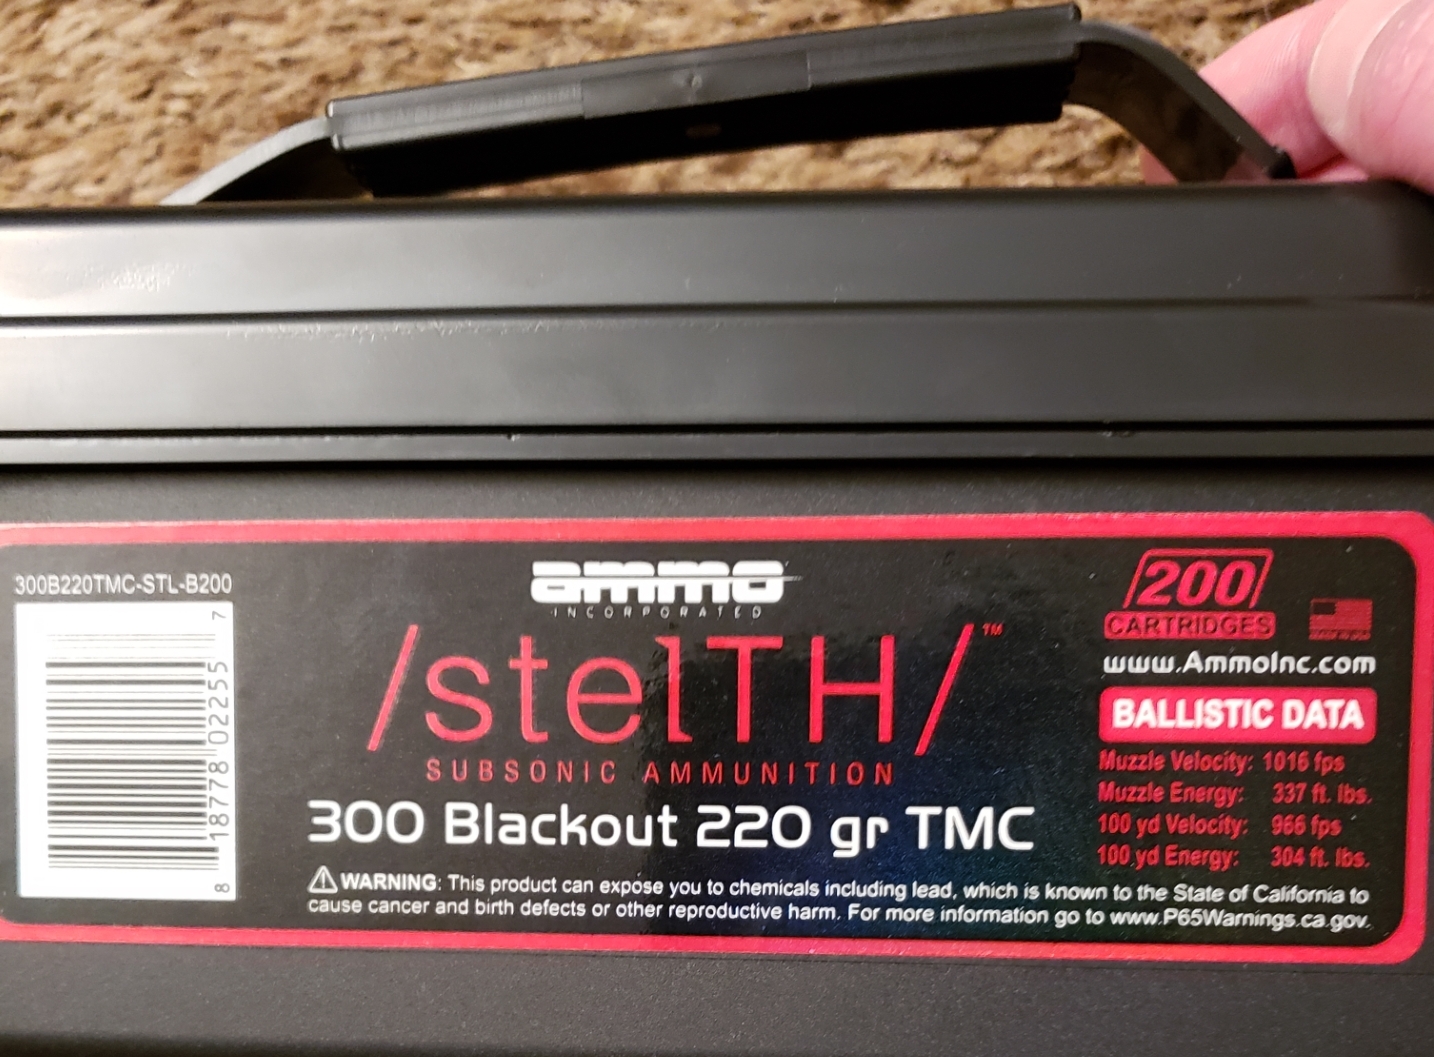 300B220TMC-STL-B200
8 18778 02255 7
ammo
INCORPORATED
/stelTH/™
SUBSONIC AMMUNITION
300 Blackout 220 gr TMC
⚠ WARNING: This product can expose you to chemicals including lead, which is known to the State of California to
cause cancer and birth defects or other reproductive harm. For more information go to www.P65Warnings.ca.gov.
200
CARTRIDGES
www.AmmoInc.com
BALLISTIC DATA
Muzzle Velocity: 1016 fps
Muzzle Energy: 337 ft. lbs.
100 yd Velocity: 966 fps
100 yd Energy: 304 ft. lbs.